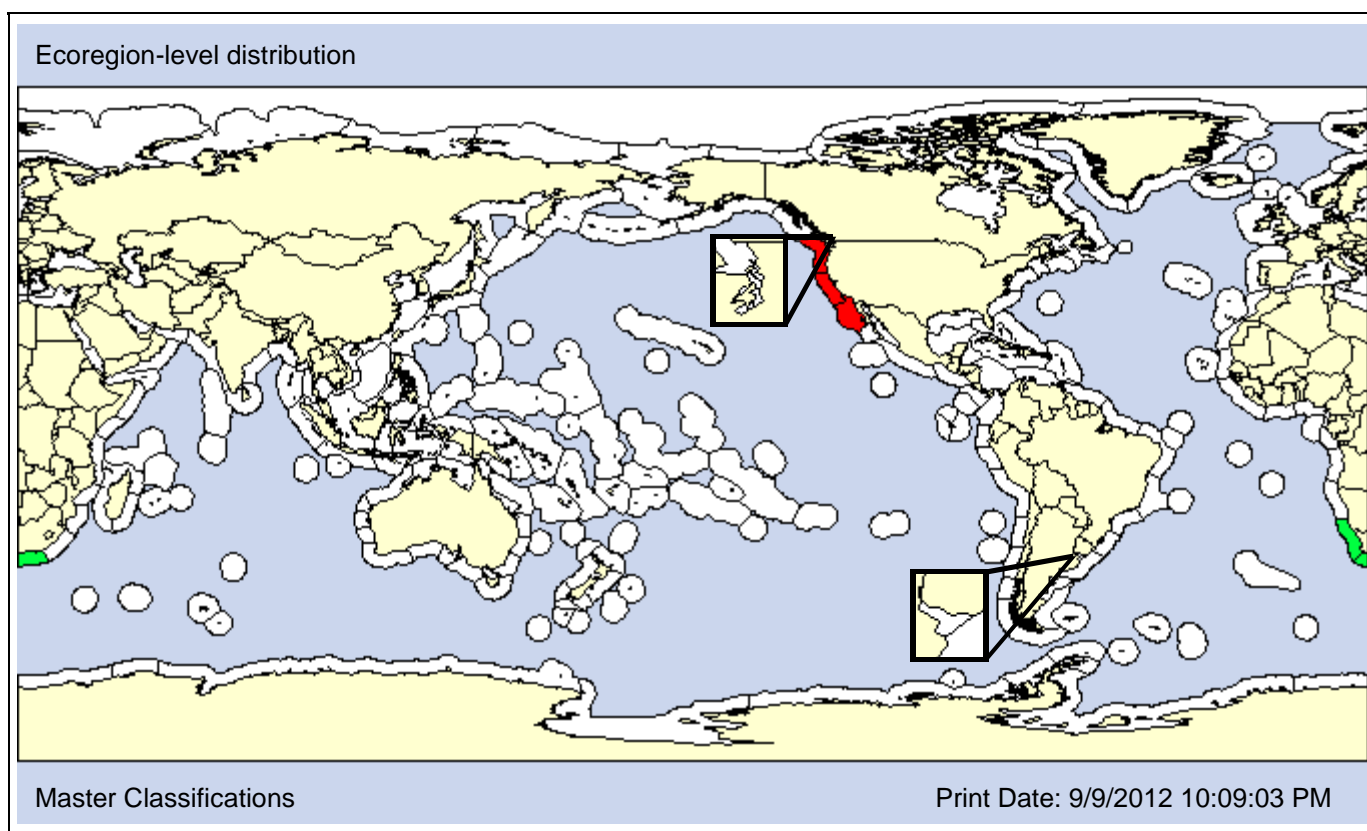 Ecoregion-level distribution
Master Classifications
Print Date: 9/9/2012 10:09:03 PM